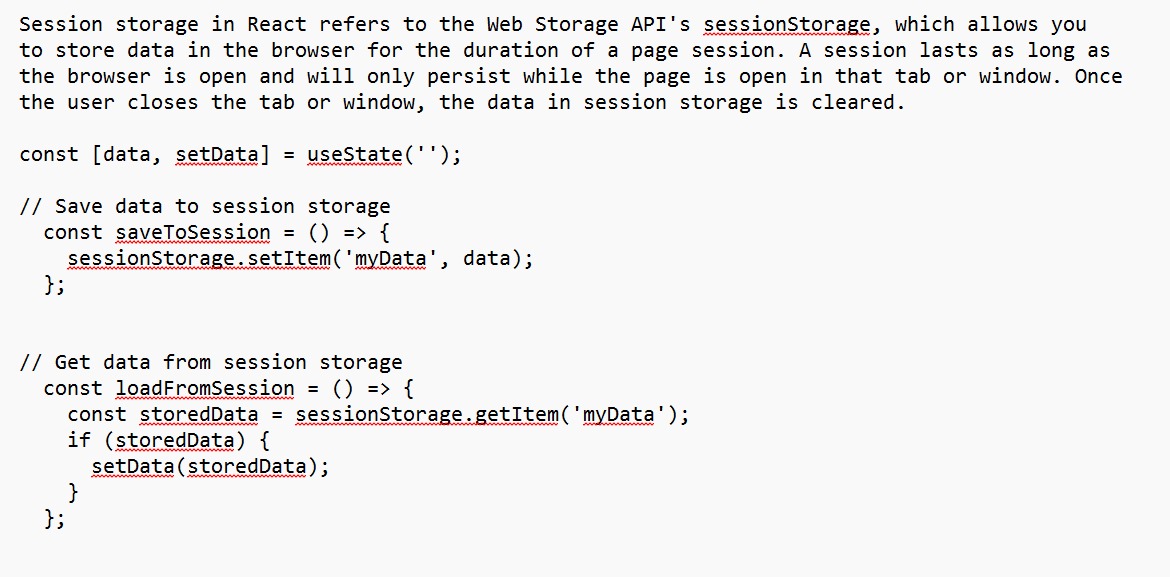 Session storage in React refers to the Web Storage API's sessionStorage, which allows you
to store data in the browser for the duration of a page session. A session lasts as long as
the browser is open and will only persist while the page is open in that tab or window. Once
the user closes the tab or window, the data in session storage is cleared.
const [data, setData] = useState('');
// Save data to session storage
  const saveToSession = () => {
    sessionStorage.setItem('myData', data);
  };
// Get data from session storage
  const loadFromSession = () => {
    const storedData = sessionStorage.getItem('myData');
    if (storedData) {
      setData(storedData);
    }
  };